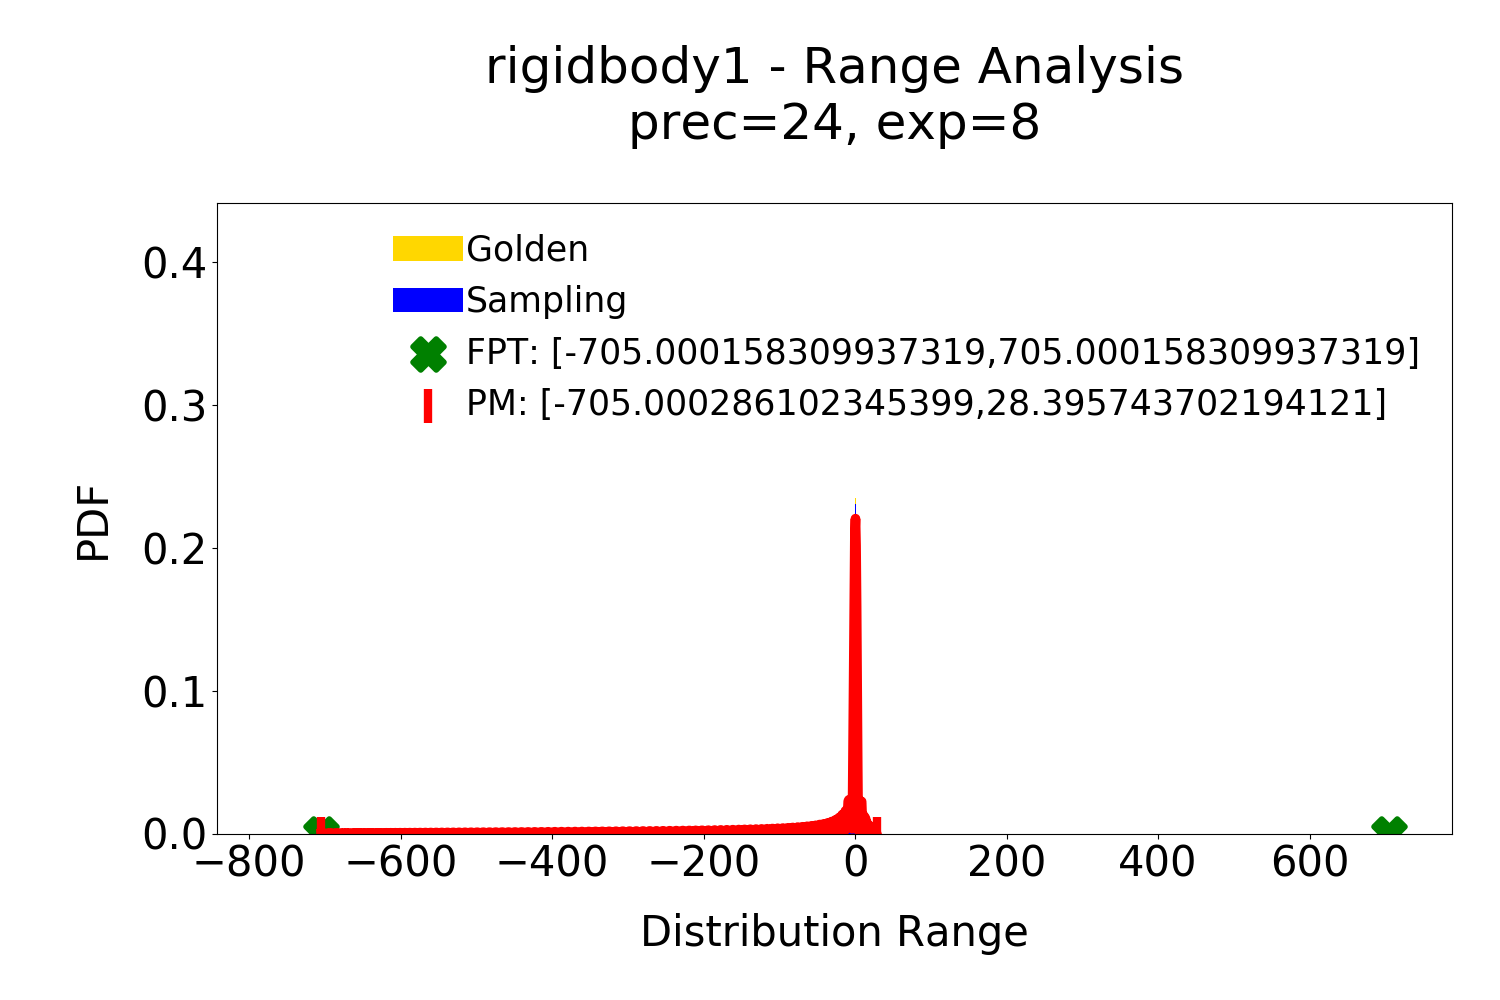 rigidbody1 - Range Analysis
prec=24, exp=8
Golden
Sampling
FPT: [-705.000158309937319,705.000158309937319]
PM: [-705.000286102345399,28.395743702194121]
0.4
0.3
0.2
0.1
0.0
PDF
−800 −600 −400 −200 0 200 400 600
Distribution Range